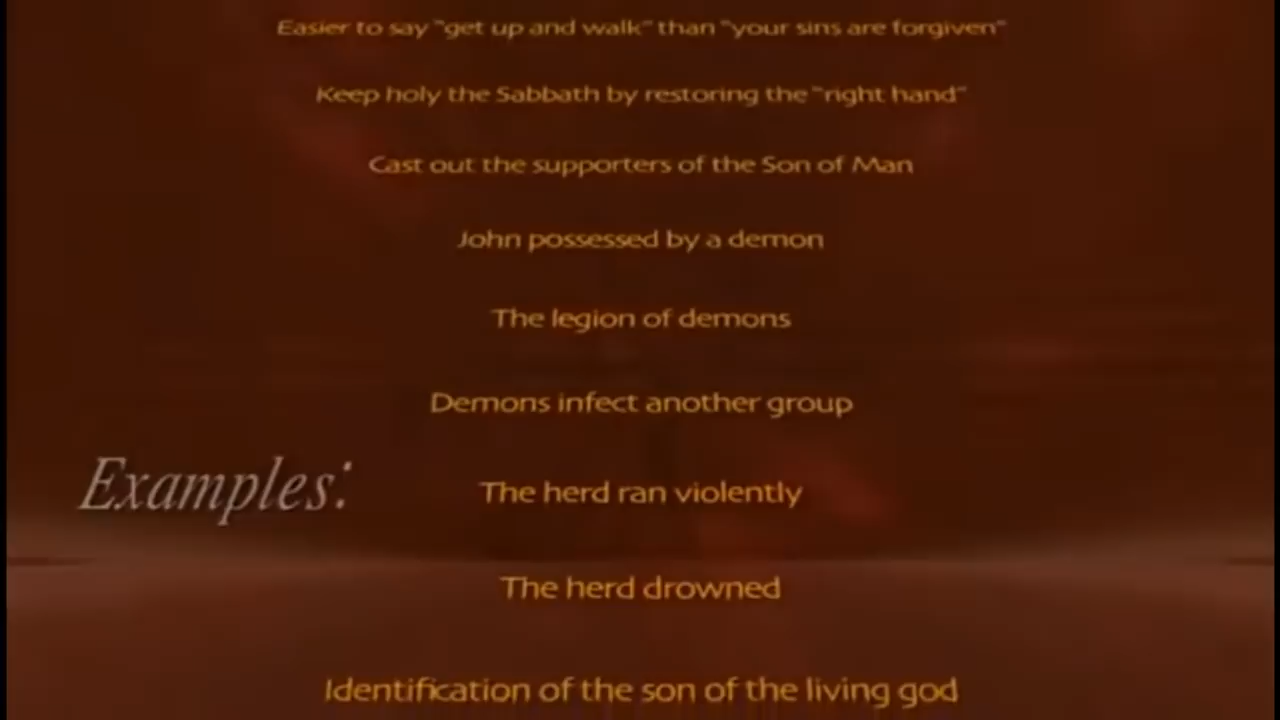 Easier to say "get up and walk" than "your sins are forgiven"
Keep holy the Sabbath by restoring the "right hand"
Cast out the supporters of the Son of Man
John possessed by a demon
The legion of demons
Demons infect another group
Examples:
The herd ran violently
The herd drowned
Identification of the son of the living god